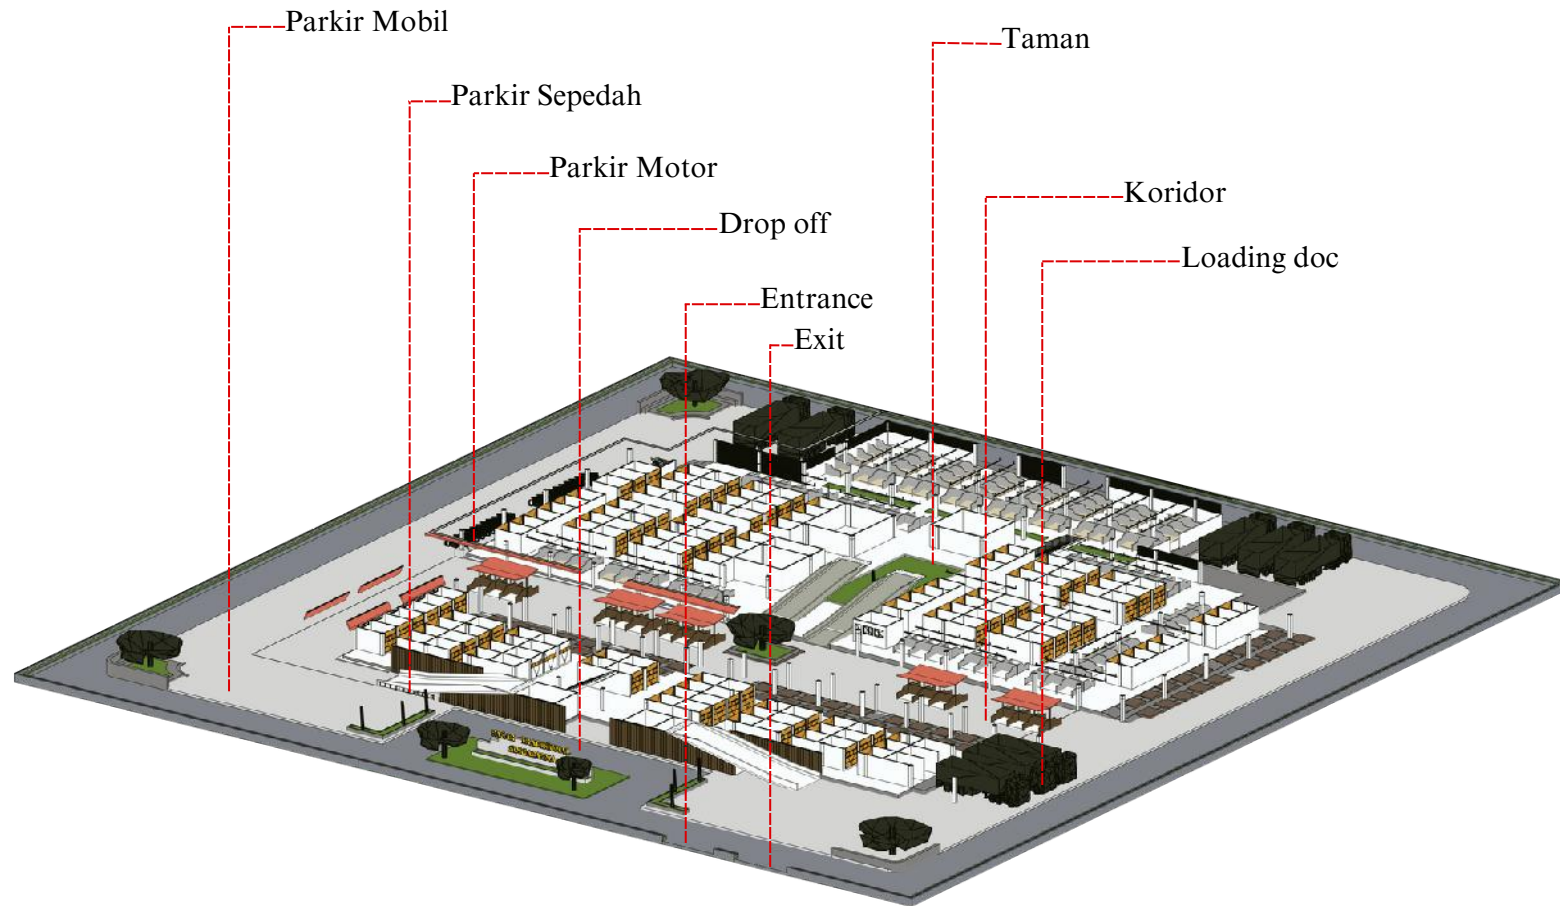 Parkir Mobil
Taman
Parkir Sepedah
Parkir Motor
Koridor
Drop off
Loading doc
Entrance
Exit